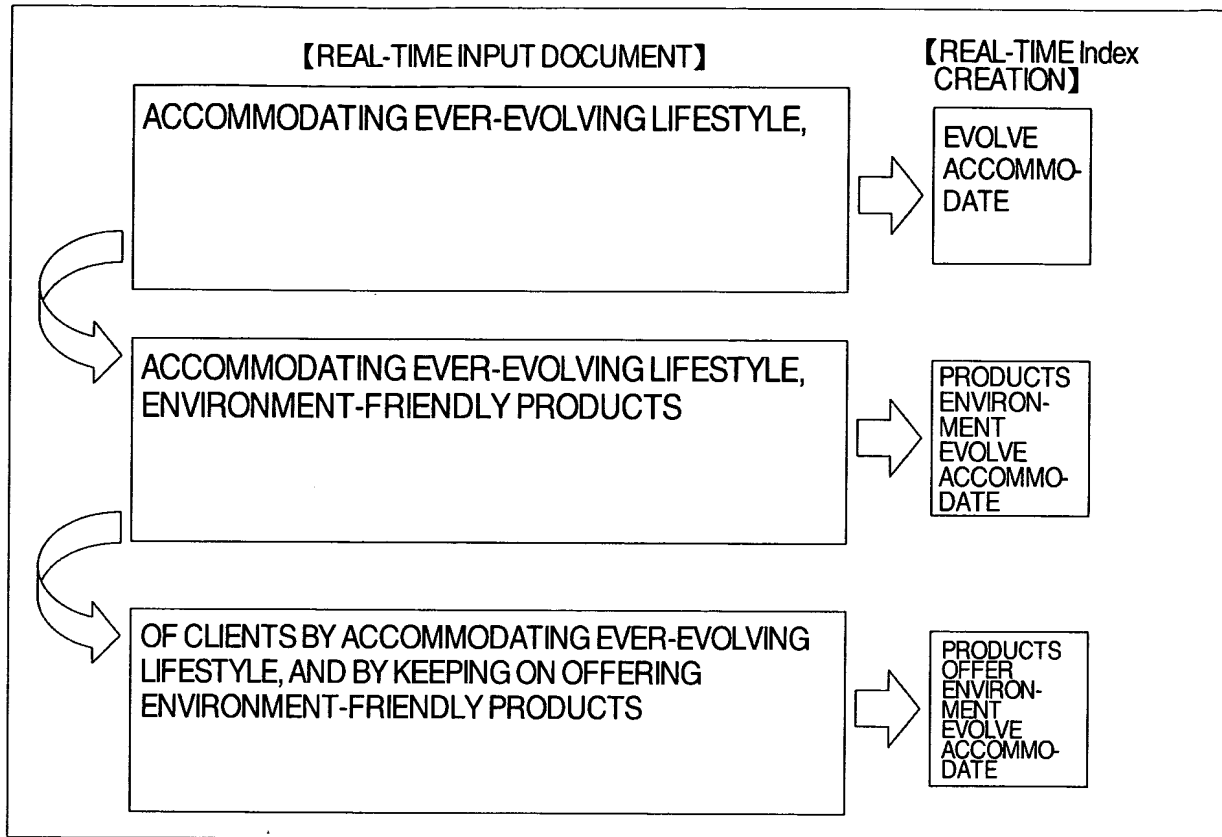 【REAL-TIME INPUT DOCUMENT】
【REAL-TIME Index
CREATION】
ACCOMMODATING EVER-EVOLVING LIFESTYLE,
EVOLVE
ACCOMMO-
DATE
ACCOMMODATING EVER-EVOLVING LIFESTYLE,
ENVIRONMENT-FRIENDLY PRODUCTS
PRODUCTS
ENVIRON-
MENT
EVOLVE
ACCOMMO-
DATE
OF CLIENTS BY ACCOMMODATING EVER-EVOLVING
LIFESTYLE, AND BY KEEPING ON OFFERING
ENVIRONMENT-FRIENDLY PRODUCTS
PRODUCTS
OFFER
ENVIRON-
MENT
EVOLVE
ACCOMMO-
DATE